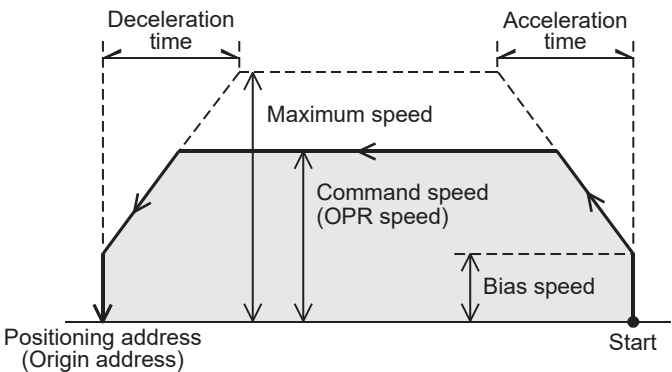 Deceleration
time
Acceleration
time
Maximum speed
Command speed
(OPR speed)
Bias speed
Positioning address
(Origin address)
Start